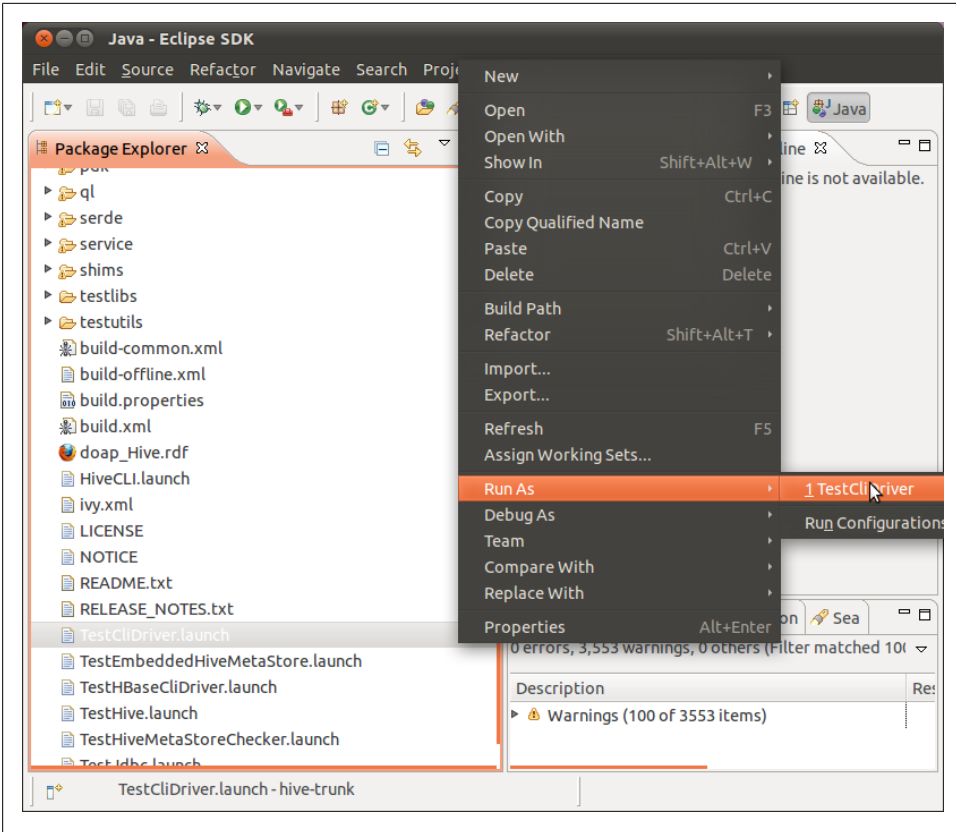 Java - Eclipse SDK
File Edit Source Refactor Navigate Search
Java
Package Explorer
is not available.
ql
serde
service
shims
testlibs
testutils
build-common.xml
build-offline.xml
build.properties
build.xml
doap_Hive.rdf
HiveCLI.launch
ivy.xml
LICENSE
NOTICE
README.txt
RELEASE_NOTES.txt
TestCliDriver.launch
TestEmbeddedHiveMetaStore.launch
TestHBaseCliDriver.launch
TestHive.launch
TestHiveMetaStoreChecker.launch
New
Open F3
Open With
Show In Shift+Alt+W
Copy Ctrl+C
Copy Qualified Name
Paste Ctrl+V
Delete Delete
Build Path
Refactor Shift+Alt+T
Import...
Export...
Refresh F5
Assign Working Sets...
Run As
Debug As
Team
Compare With
Replace With
Properties Alt+Enter
1 TestCliDriver
Run Configurations
Sea
0 errors, 3,553 warnings, 0 others (Filter matched 100
Description
Warnings (100 of 3553 items)
TestCliDriver.launch - hive-trunk